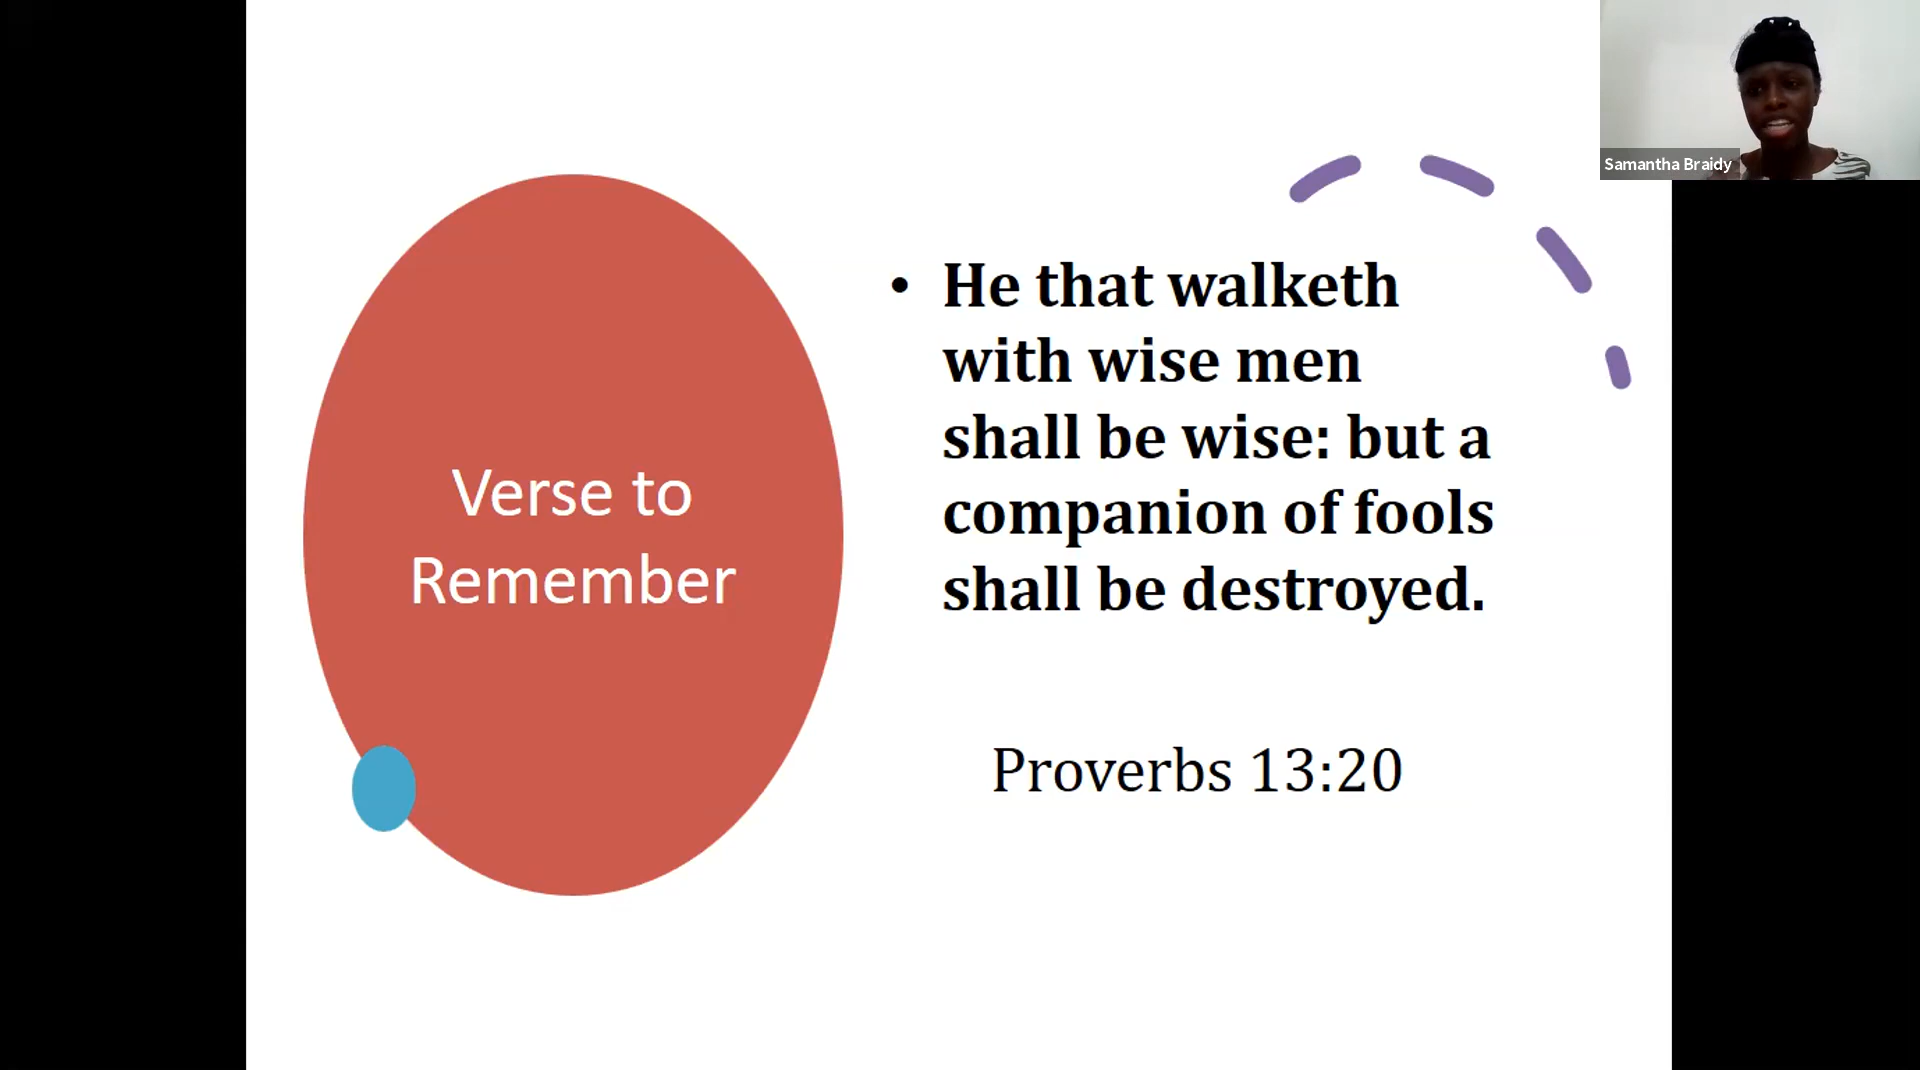 Samantha Braidy
Verse to
Remember
• He that walketh
with wise men
shall be wise: but a
companion of fools
shall be destroyed.
Proverbs 13:20